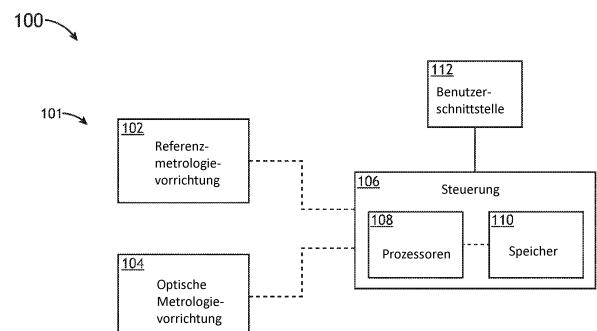 100
101
102
Referenz-
metrologie-
vorrichtung
104
Optische
Metrologie-
vorrichtung
112
Benutzer-
schnittstelle
106
Steuerung
108
Prozessoren
110
Speicher